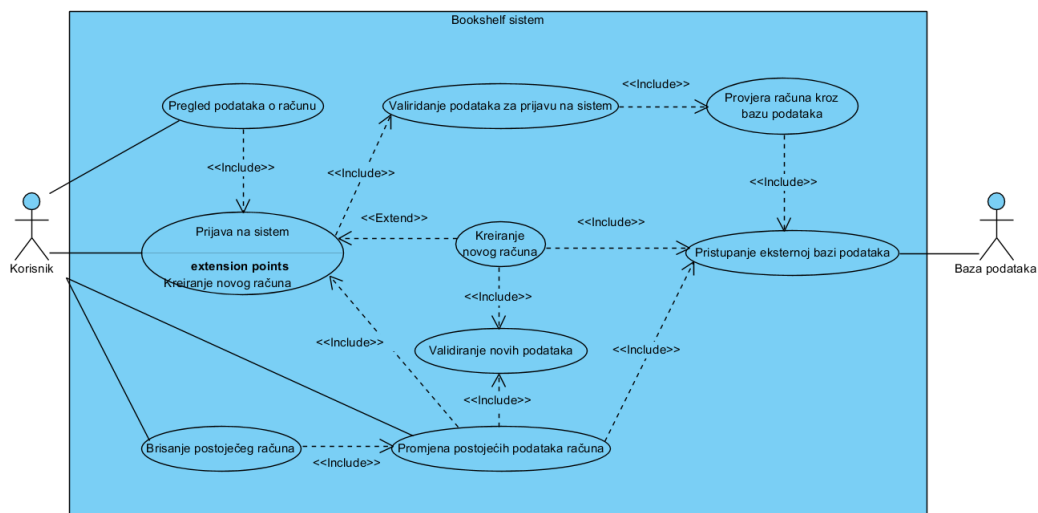 Bookshelf sistem
Pregled podataka o računu
Valiridanje podataka za prijavu na sistem
<<Include>>
Provjera računa kroz
bazu podataka
<<Include>>
<<Include>>
<<Include>>
Prijava na sistem
extension points
Kreiranje novog računa
<<Extend>>
Kreiranje
novog računa
<<Include>>
Pristupanje eksternoj bazi podataka
Korisnik
Baza podataka
<<Include>>
<<Include>>
Validiranje novih podataka
<<Include>>
<<Include>>
Brisanje postoječeg računa
<<Include>>
Promjena postojećih podataka računa